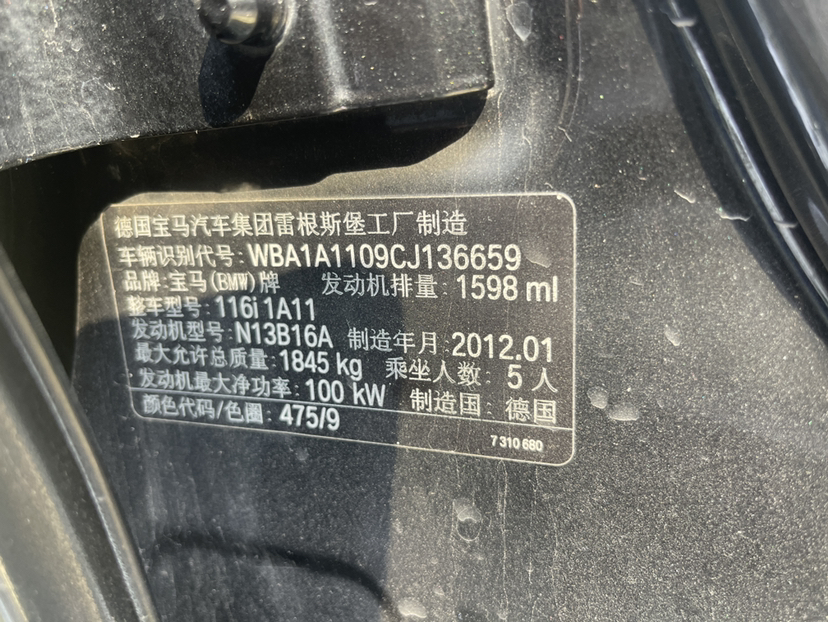 德国宝马汽车集团雷根斯堡工厂制造
车辆识别代号: WBA1A1109CJ136659
品牌: 宝马(BMW)牌 发动机排量: 1598 ml
整车型号: 116i 1A11
发动机型号: N13B16A 制造年月: 2012.01
最大允许总质量: 1845 kg 乘坐人数: 5 人
发动机最大净功率: 100 kW 制造国: 德国
颜色代码/色圈: 475/9
7 310 680